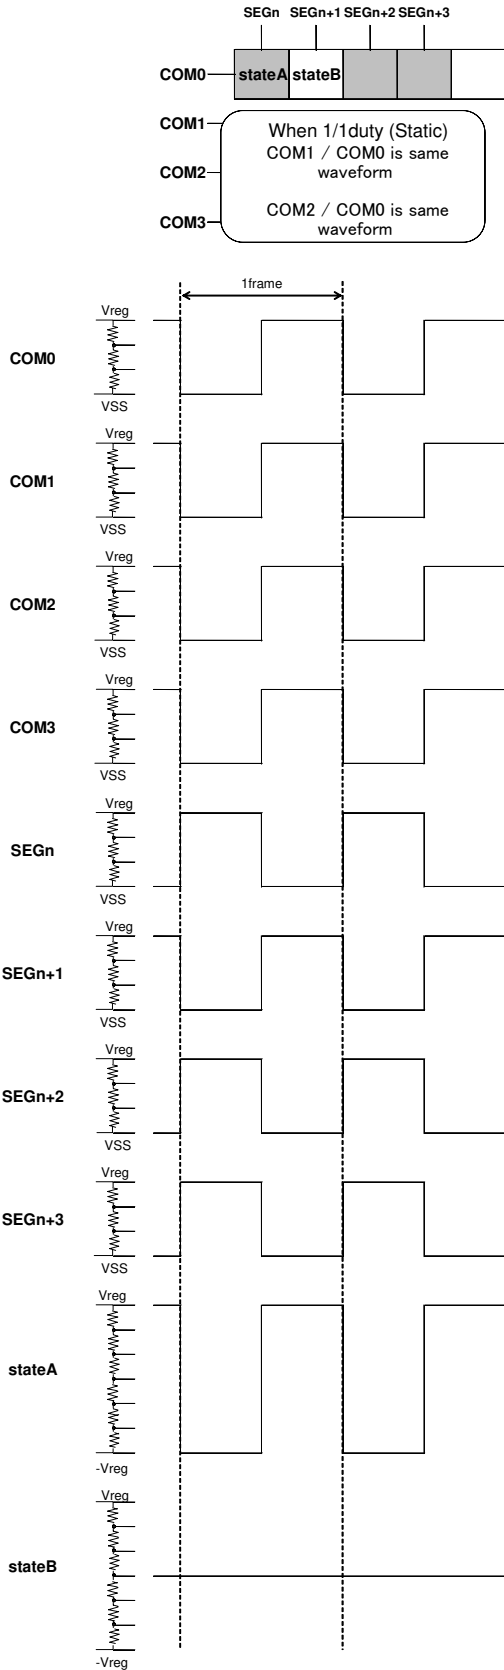 SEGn SEGn+1 SEGn+2 SEGn+3
COM0 stateA stateB
COM1
COM2
COM3
When 1/1duty (Static)
COM1 / COM0 is same
waveform
COM2 / COM0 is same
waveform
1frame
Vreg
COM0
VSS
Vreg
COM1
VSS
Vreg
COM2
VSS
Vreg
COM3
VSS
Vreg
SEGn
VSS
Vreg
SEGn+1
VSS
Vreg
SEGn+2
VSS
Vreg
SEGn+3
VSS
Vreg
stateA
-Vreg
Vreg
stateB
-Vreg